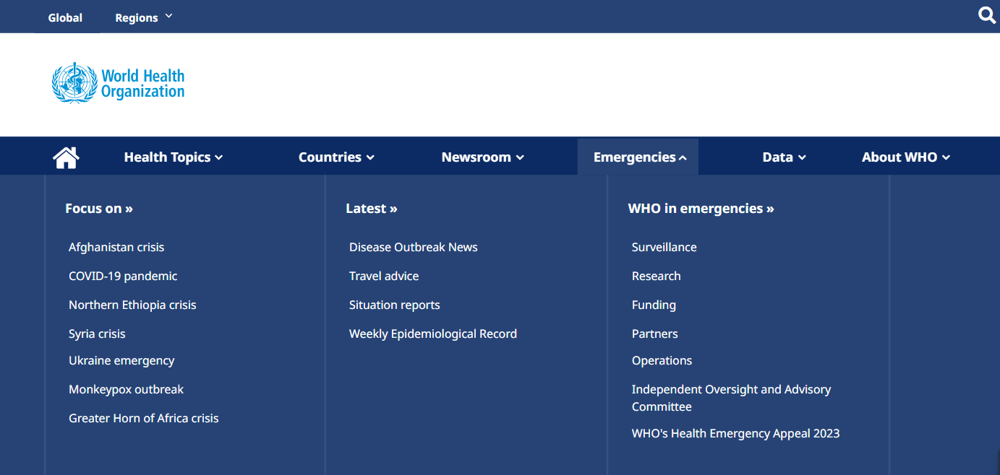 Global
Regions
World Health
Organization
Health Topics
Countries
Newsroom
Emergencies
Data
About WHO
Focus on »
Afghanistan crisis
COVID-19 pandemic
Northern Ethiopia crisis
Syria crisis
Ukraine emergency
Monkeypox outbreak
Greater Horn of Africa crisis
Latest »
Disease Outbreak News
Travel advice
Situation reports
Weekly Epidemiological Record
WHO in emergencies »
Surveillance
Research
Funding
Partners
Operations
Independent Oversight and Advisory
Committee
WHO's Health Emergency Appeal 2023